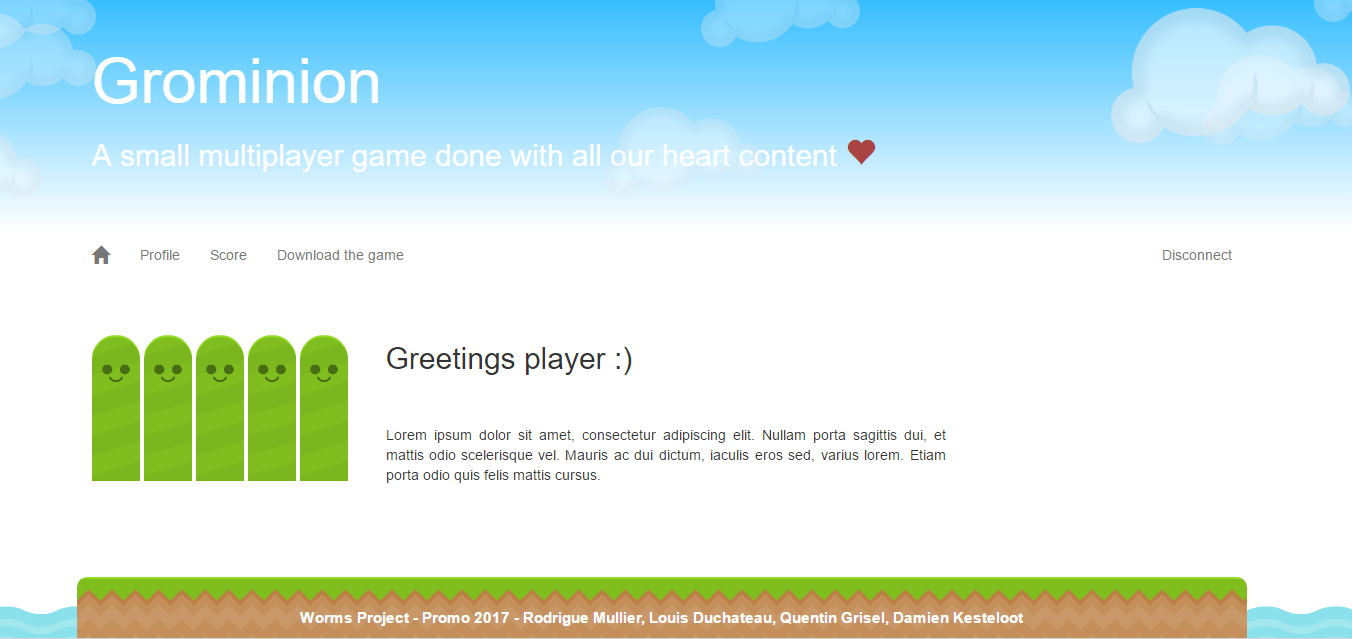 Grominion
A small multiplayer game done with all our heart content
Profile Score Download the game Disconnect
Greetings player :)
Lorem ipsum dolor sit amet, consectetur adipiscing elit. Nullam porta sagittis dui, et
mattis odio scelerisque vel. Mauris ac dui dictum, iaculis eros sed, varius lorem. Etiam
porta odio quis felis mattis cursus.
Worms Project - Promo 2017 - Rodrigue Mullier, Louis Duchateau, Quentin Grisel, Damien Kesteloot